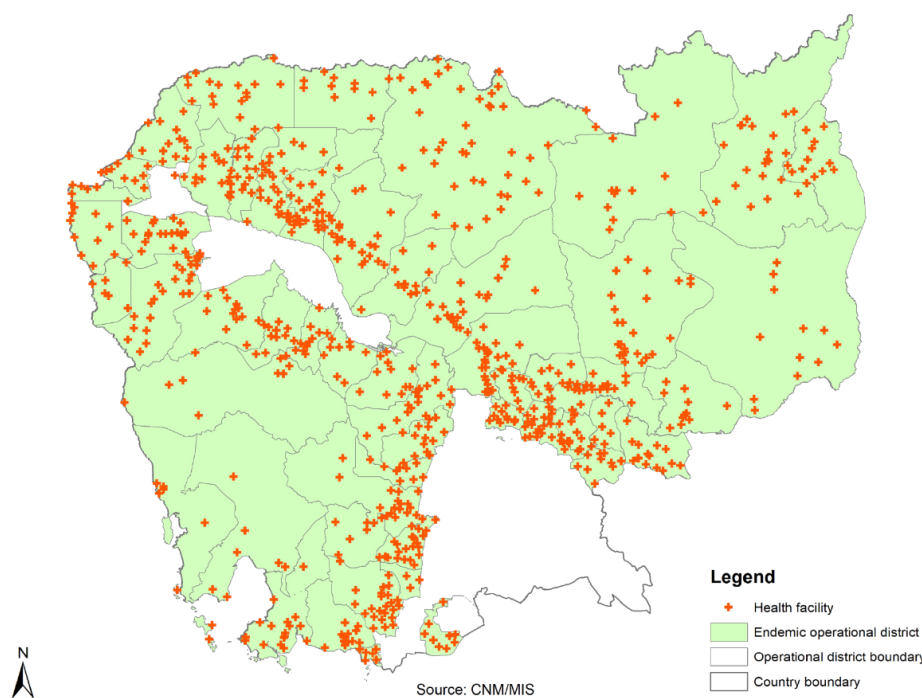 Legend
Health facility
Endemic operational district
Operational district boundary
Country boundary
N
Source: CNM/MIS